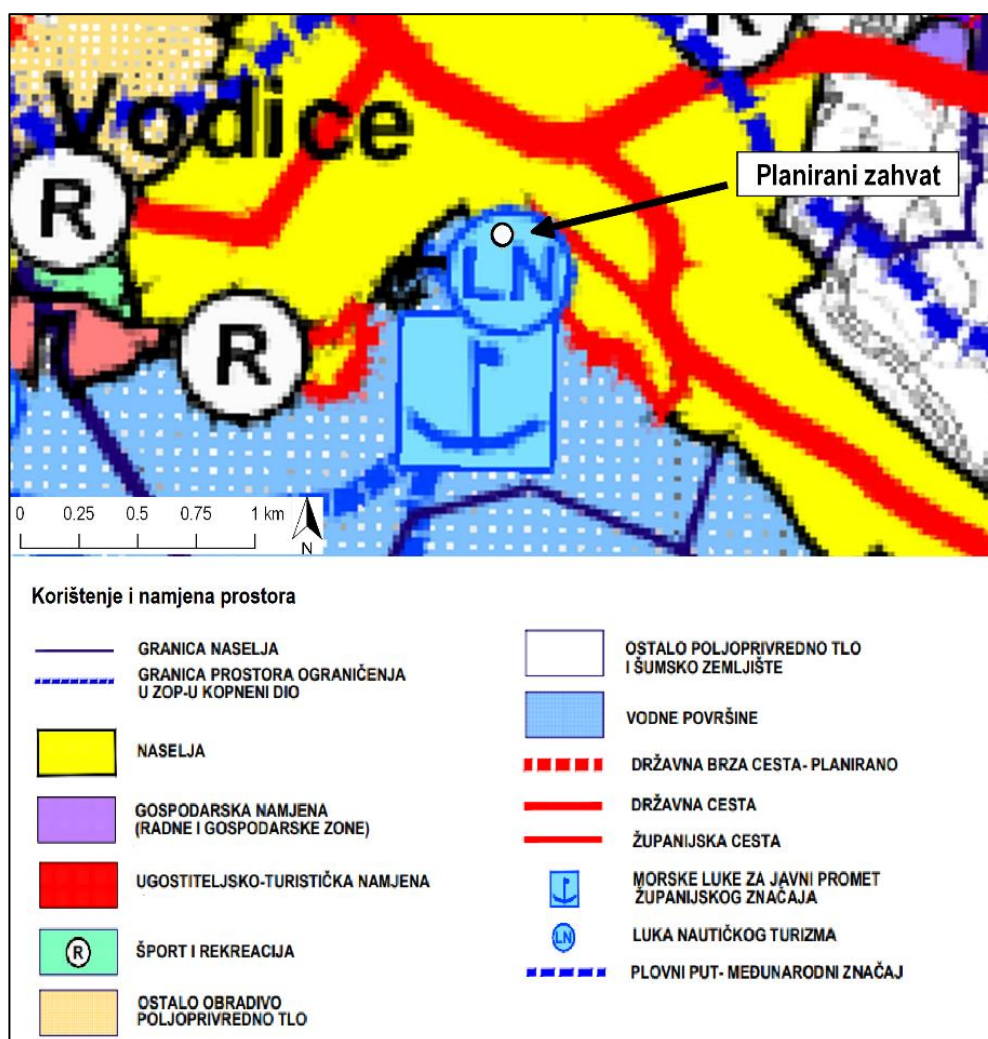 R
Vodice
Planirani zahvat
R
LN
R
0 0.25 0.5 0.75 1 km
N
Korištenje i namjena prostora
GRANICA NASELJA
GRANICA PROSTORA OGRANIČENJA
U ZOP-U KOPNENI DIO
NASELJA
GOSPODARSKA NAMJENA
(RADNE I GOSPODARSKE ZONE)
UGOSTITELJSKO-TURISTIČKA NAMJENA
R
ŠPORT I REKREACIJA
OSTALO OBRADIVO
POLJOPRIVREDNO TLO
OSTALO POLJOPRIVREDNO TLO
I ŠUMSKO ZEMLJIŠTE
VODNE POVRŠINE
DRŽAVNA BRZA CESTA- PLANIRANO
DRŽAVNA CESTA
ŽUPANIJSKA CESTA
MORSKE LUKE ZA JAVNI PROMET
ŽUPANIJSKOG ZNAČAJA
LN
LUKA NAUTIČKOG TURIZMA
PLOVNI PUT- MEĐUNARODNI ZNAČAJ